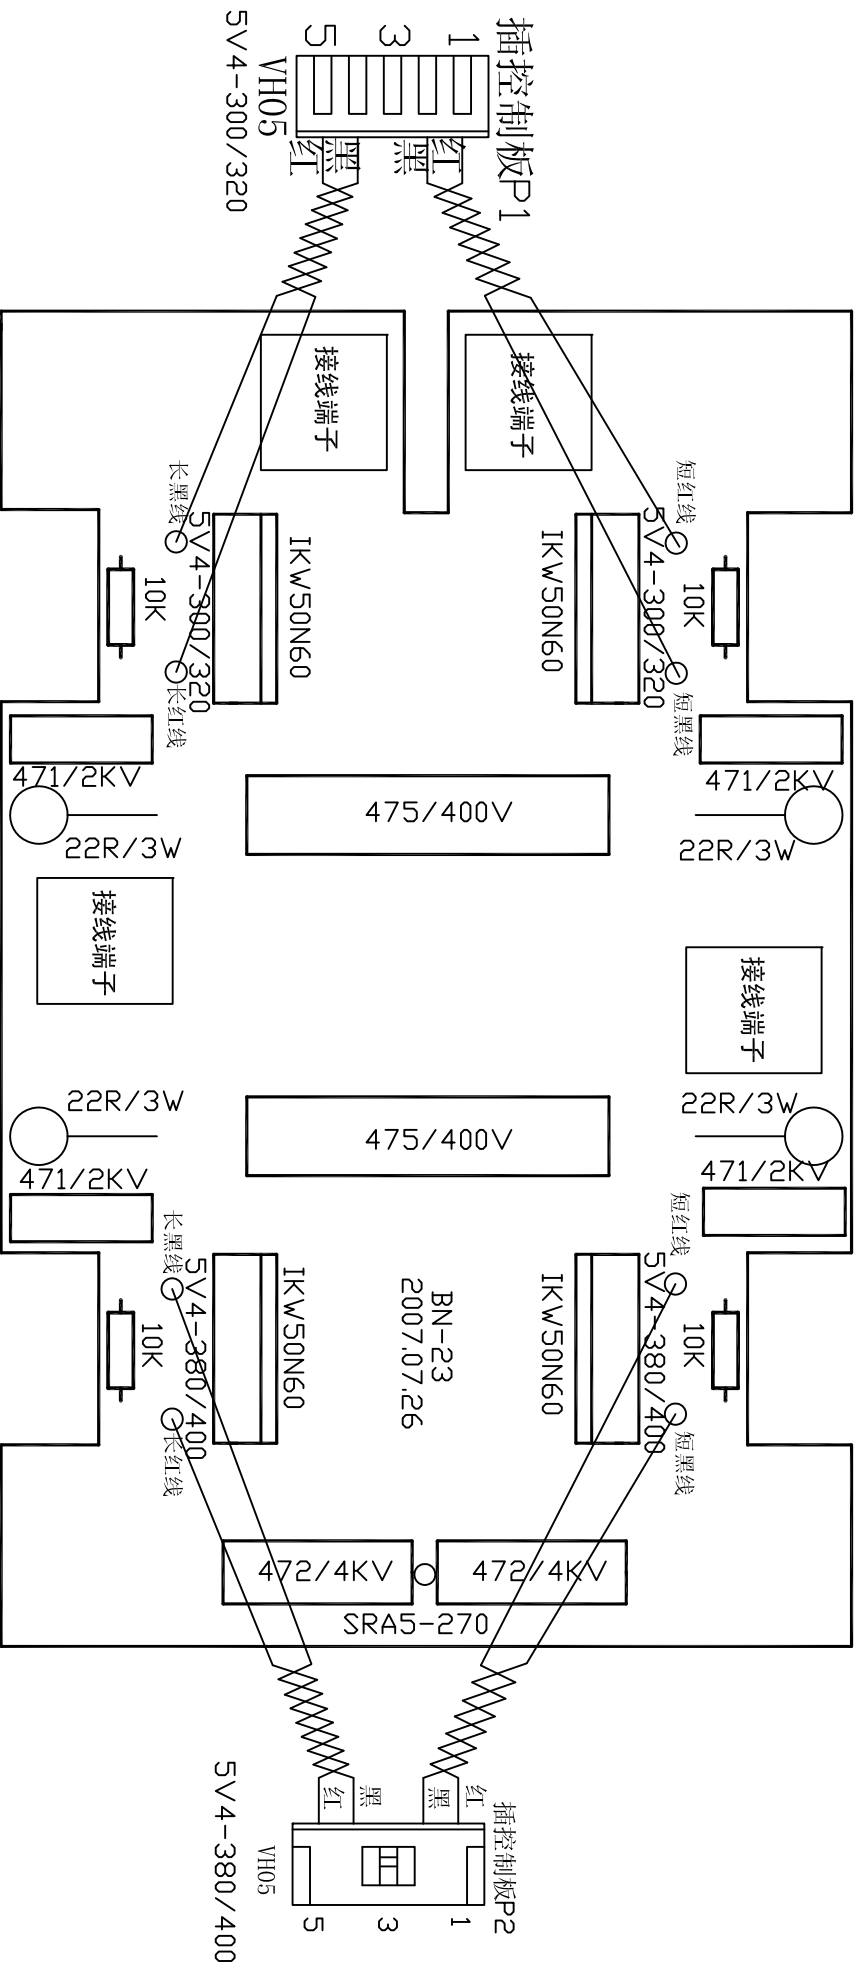 插控制板P1
1
3
5
VH05
5V4-300/320
红
黑
黑
红
接线端子
接线端子
长黑线
短红线
5V4-300/320
5V4-300/320
IKW50N60
IKW50N60
10K
10K
长红线
短黑线
471/2KV
471/2KV
475/400V
22R/3W
22R/3W
接线端子
接线端子
22R/3W
22R/3W
475/400V
471/2KV
471/2KV
长黑线
短红线
5V4-380/400
5V4-380/400
IKW50N60
IKW50N60
BN-23
2007.07.26
10K
10K
长红线
短黑线
472/4KV
472/4KV
SRA5-270
红
黑
黑
红
插控制板P2
VH05
5V4-380/400
1
3
5